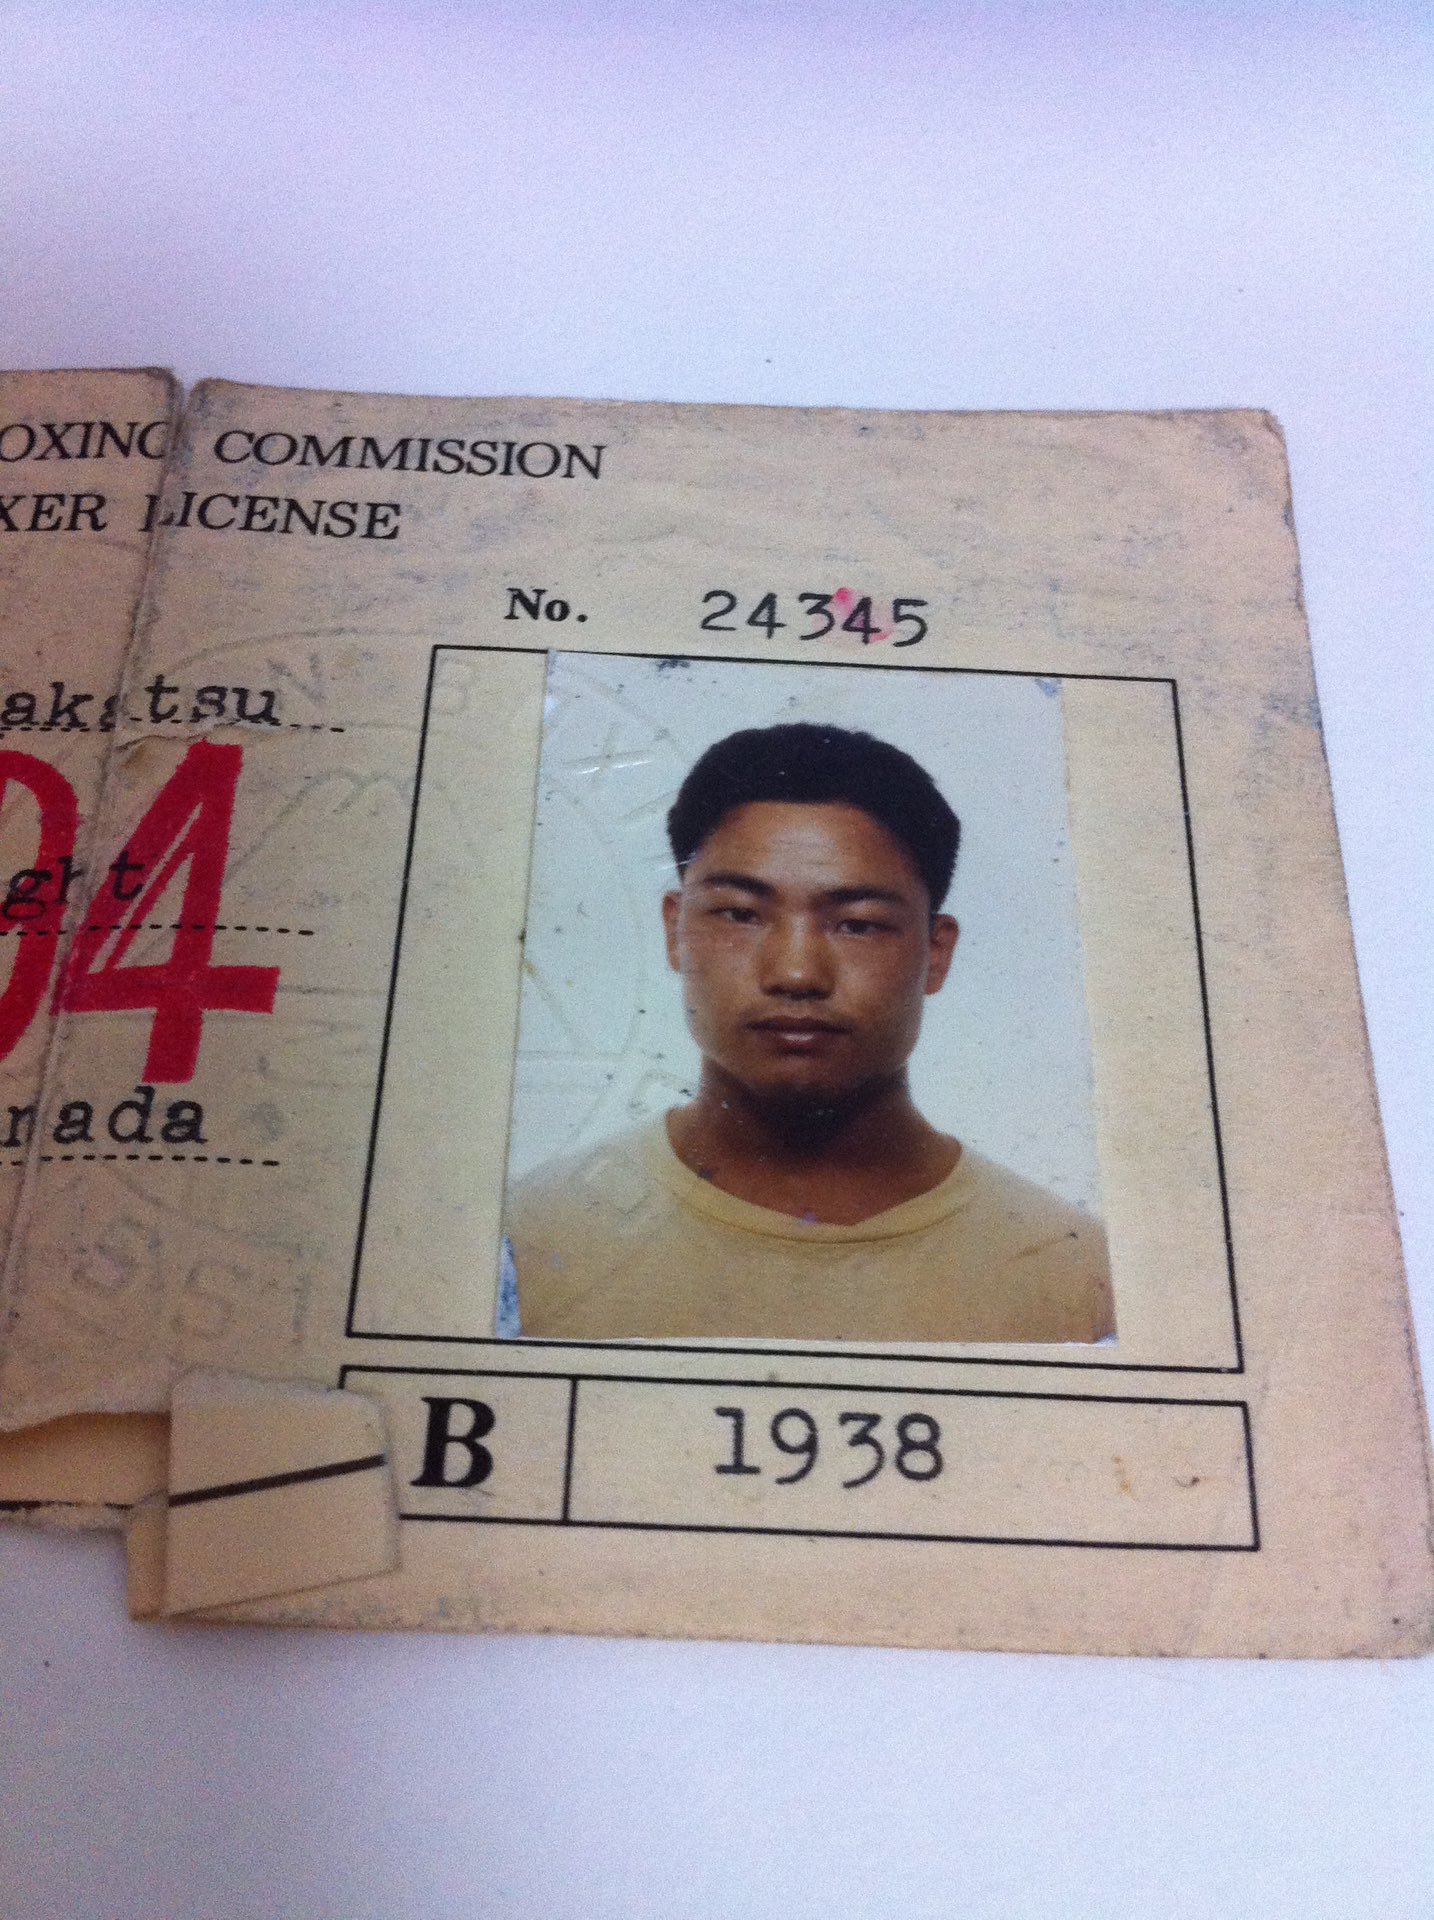 OXING COMMISSION
XER LICENSE
No. 24345
akatsu
04
ght
nada
B 1938